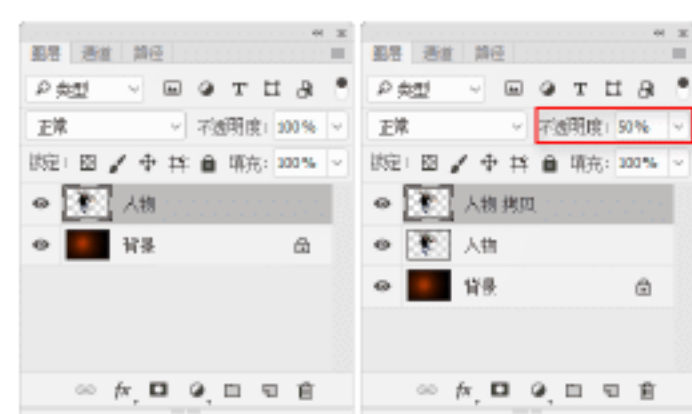 图层 通道 路径
类型
正常 不透明度: 100%
锁定: 填充: 100%
人物
背景
图层 通道 路径
类型
正常 不透明度: 50%
锁定: 填充: 100%
人物 拷贝
人物
背景